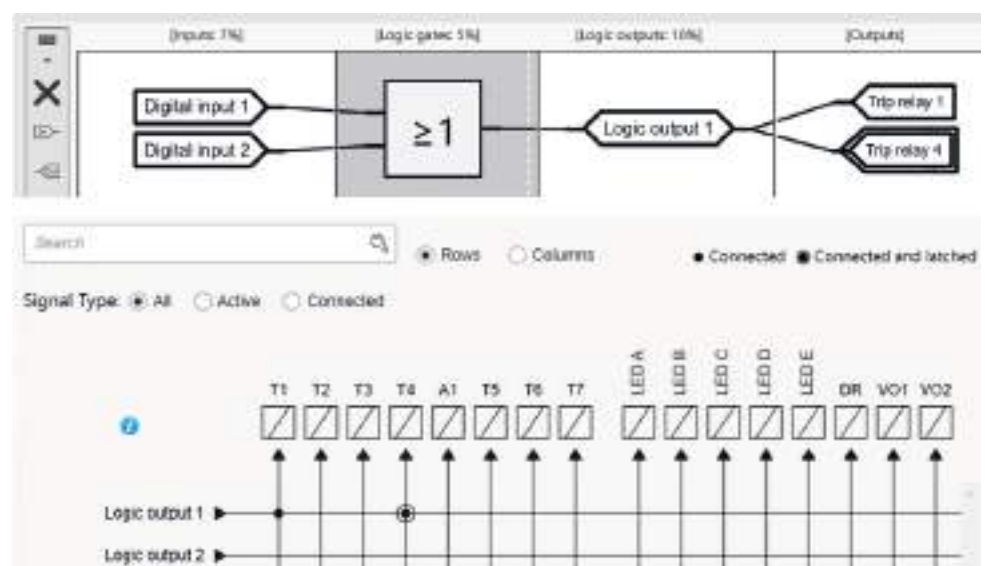 [Inputs: 7%] [Logic gates: 5%] [Logic outputs: 10%] [Outputs]
Digital input 1
Digital input 2
≥1
Logic output 1
Trip relay 1
Trip relay 4
Search
Rows Columns
Connected Connected and latched
Signal Type: All Active Connected
T1 T2 T3 T4 A1 T5 T6 T7 LED A LED B LED C LED D LED E DR VO1 VO2
Logic output 1
Logic output 2